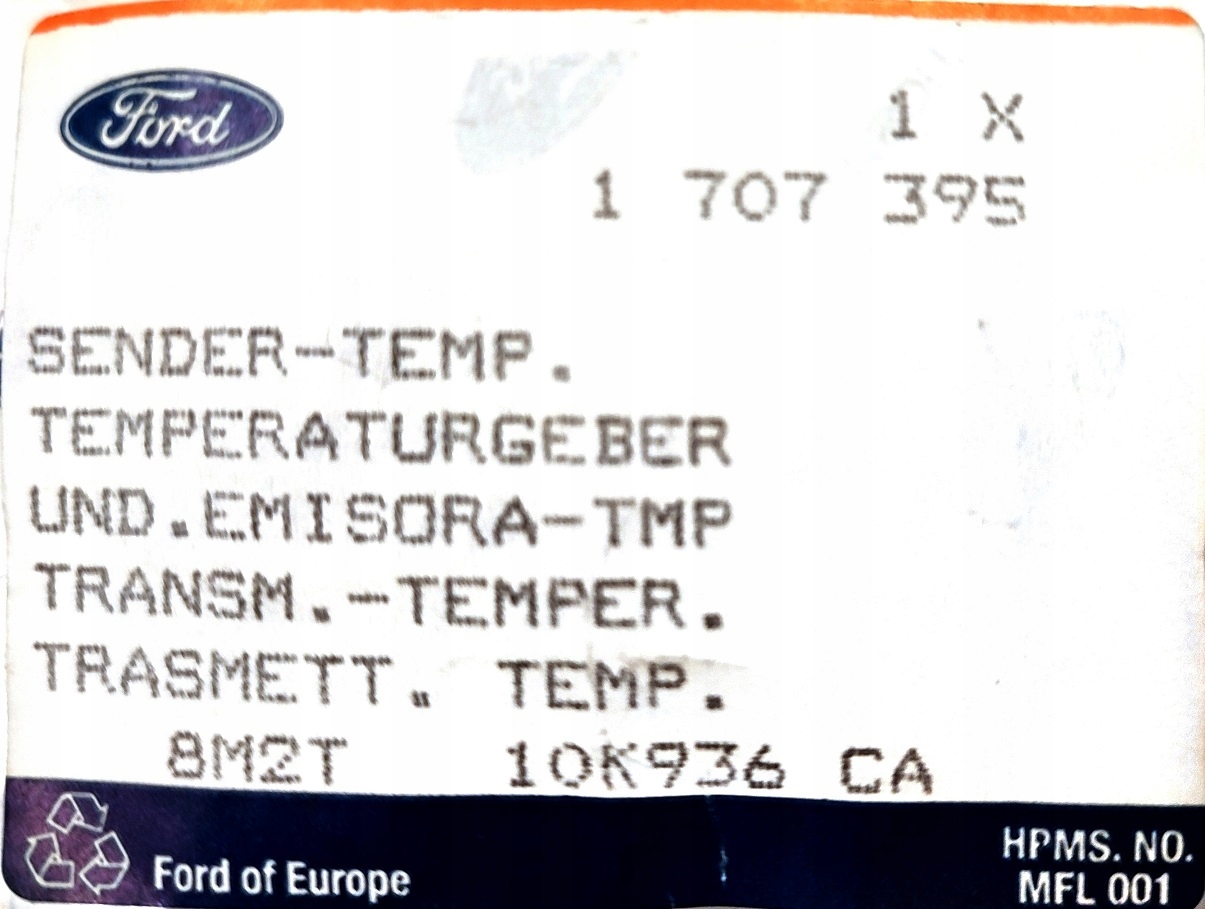 Ford
1 X
1 707 395
SENDER-TEMP.
TEMPERATURGEBER
UND.EMISORA-TMP
TRANSM.-TEMPER.
TRASMETT. TEMP.
8M2T 10K936 CA
Ford of Europe
HPMS. NO.
MFL 001